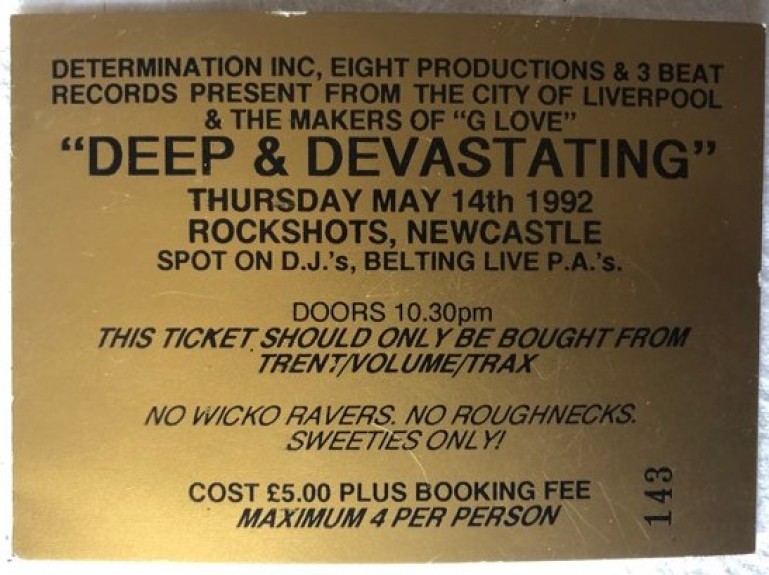 DETERMINATION INC, EIGHT PRODUCTIONS & 3 BEAT
RECORDS PRESENT FROM THE CITY OF LIVERPOOL
& THE MAKERS OF "G LOVE"
"DEEP & DEVASTATING"
THURSDAY MAY 14th 1992
ROCKSHOTS, NEWCASTLE
SPOT ON D.J.'s, BELTING LIVE P.A.'s.
DOORS 10.30pm
THIS TICKET SHOULD ONLY BE BOUGHT FROM
TRENT/VOLUME/TRAX
NO WICKO RAVERS. NO ROUGHNECKS.
SWEETIES ONLY!
COST £5.00 PLUS BOOKING FEE
MAXIMUM 4 PER PERSON
143